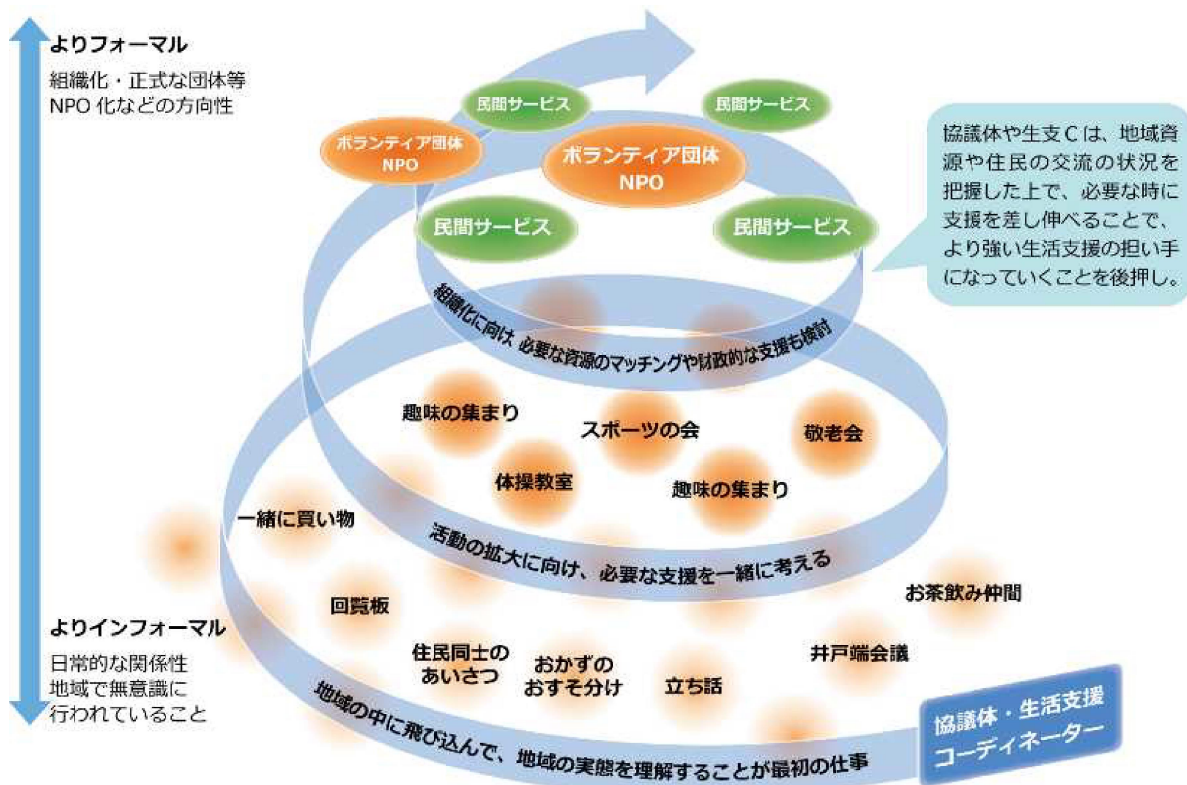 よりフォーマル
組織化・正式な団体等
NPO 化などの方向性
民間サービス
民間サービス
ボランティア団体
NPO
ボランティア団体
NPO
民間サービス
民間サービス
協議体や生支Cは、地域資
源や住民の交流の状況を
把握した上で、必要な時に
支援を差し伸べることで、
より強い生活支援の担い手
になっていくことを後押し。
組織化に向け、必要な資源のマッチングや財政的な支援も検討
趣味の集まり
スポーツの会
敬老会
体操教室
趣味の集まり
一緒に買い物
活動の拡大に向け、必要な支援を一緒に考える
お茶飲み仲間
回覧板
よりインフォーマル
日常的な関係性
地域で無意識に
行われていること
住民同士の
あいさつ
おかずの
おすそ分け
立ち話
井戸端会議
地域の中に飛び込んで、地域の実態を理解することが最初の仕事
協議体・生活支援
コーディネーター